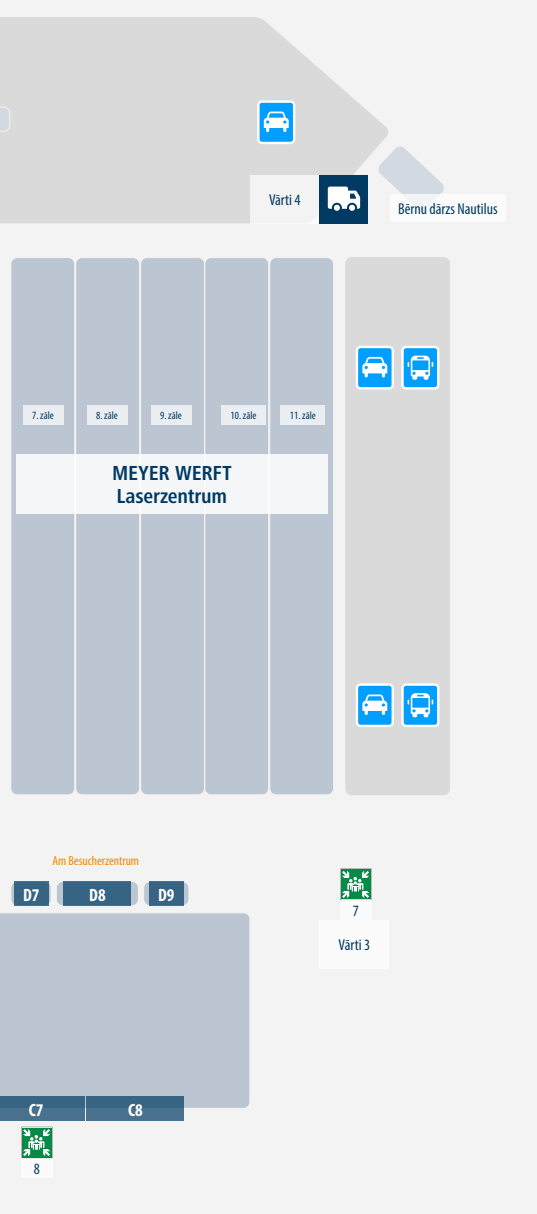 Vārti 4
Bērnu dārzs Nautilus
7. zāle
8. zāle
9. zāle
10. zāle
11. zāle
MEYER WERFT
Laserzentrum
Am Besucherzentrum
D7
D8
D9
7
Vārti 3
C7
C8
8